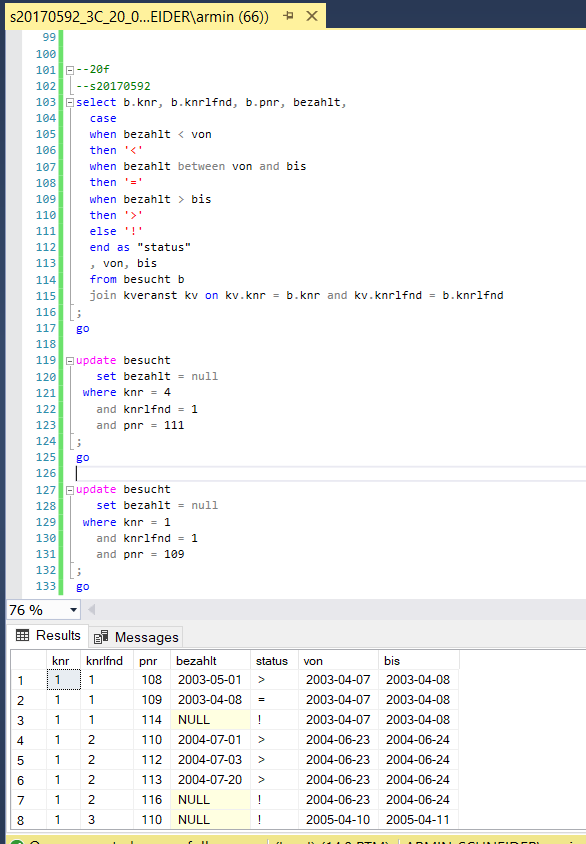 s20170592_3C_20_0...EIDER\armin (66))
99
100
101 --20f
102 --s20170592
103 select b.knr, b.knrlfnd, b.pnr, bezahlt,
104 case
105 when bezahlt < von
106 then '<'
107 when bezahlt between von and bis
108 then '='
109 when bezahlt > bis
110 then '>'
111 else '!'
112 end as "status"
113 , von, bis
114 from besucht b
115 join kveranst kv on kv.knr = b.knr and kv.knrlfnd = b.knrlfnd
116 ;
117 go
118
119 update besucht
120 set bezahlt = null
121 where knr = 4
122 and knrlfnd = 1
123 and pnr = 111
124 ;
125 go
126
127 update besucht
128 set bezahlt = null
129 where knr = 1
130 and knrlfnd = 1
131 and pnr = 109
132 ;
133 go
76 %
Results Messages
knr knrlfnd pnr bezahlt status von bis
1 1 1 108 2003-05-01 > 2003-04-07 2003-04-08
2 1 1 109 2003-04-08 = 2003-04-07 2003-04-08
3 1 1 114 NULL ! 2003-04-07 2003-04-08
4 1 2 110 2004-07-01 > 2004-06-23 2004-06-24
5 1 2 112 2004-07-03 > 2004-06-23 2004-06-24
6 1 2 113 2004-07-20 > 2004-06-23 2004-06-24
7 1 2 116 NULL ! 2004-06-23 2004-06-24
8 1 3 110 NULL ! 2005-04-10 2005-04-11